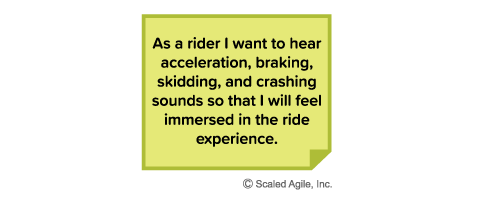 As a rider I want to hear
acceleration, braking,
skidding, and crashing
sounds so that I will feel
immersed in the ride
experience.
© Scaled Agile, Inc.